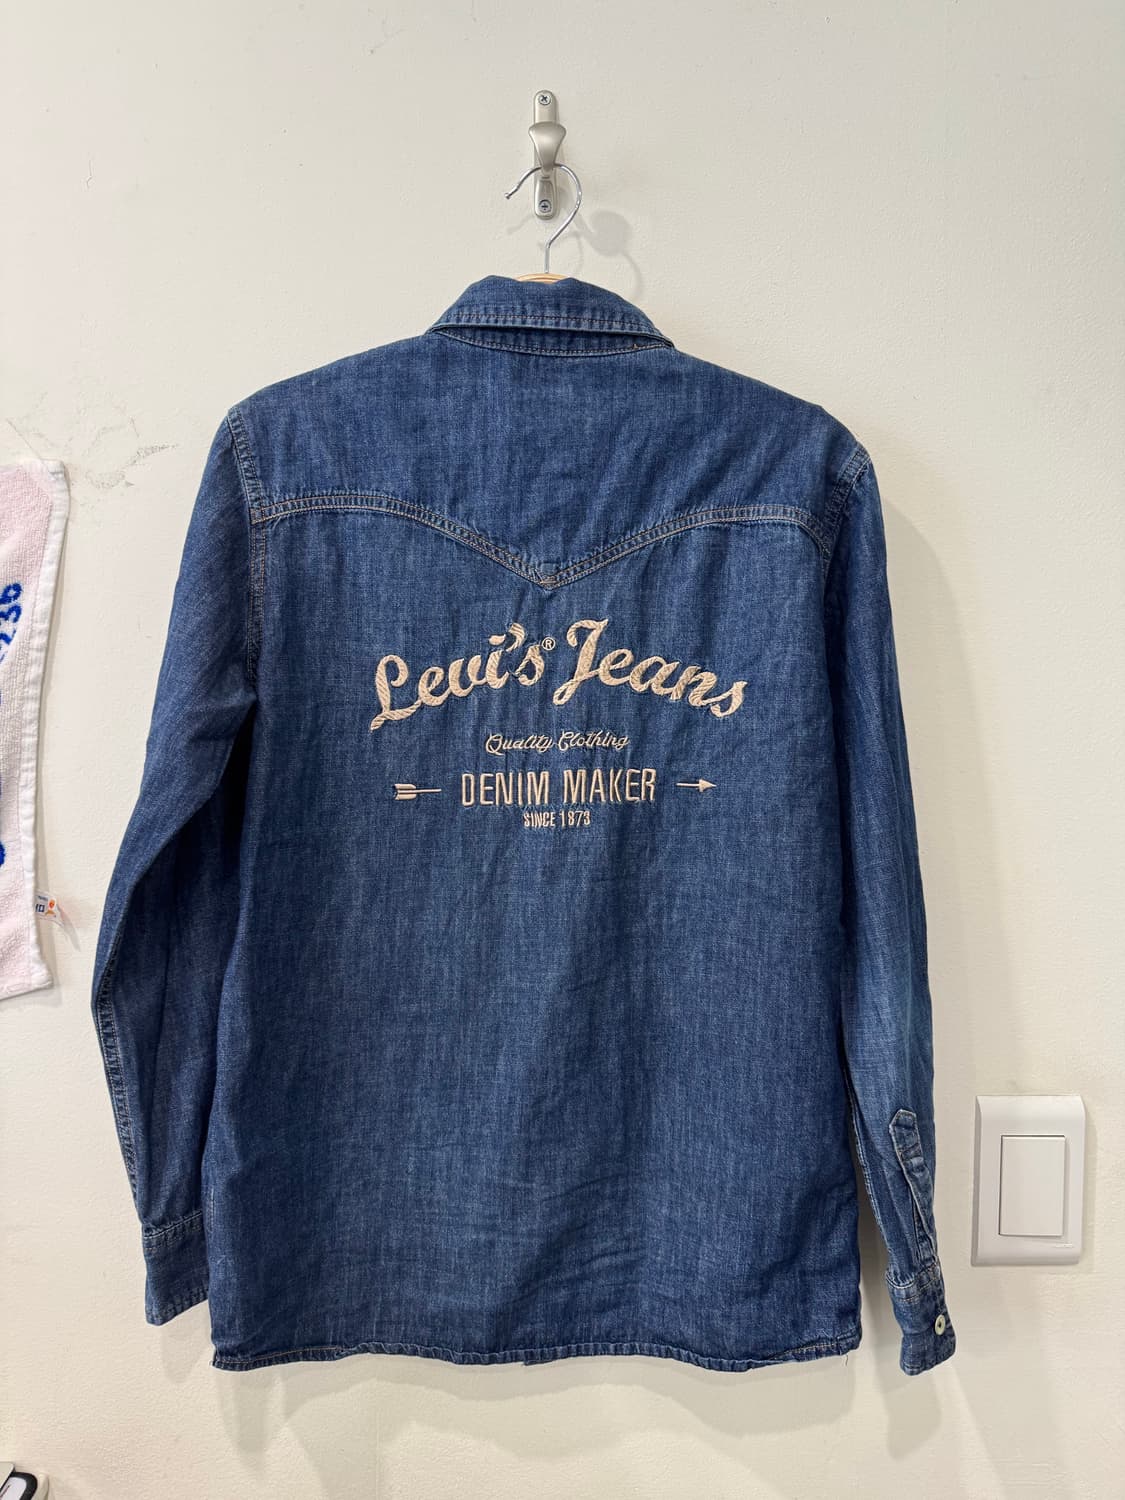 Levi's® Jeans
Quality Clothing
DENIM MAKER
SINCE 1873